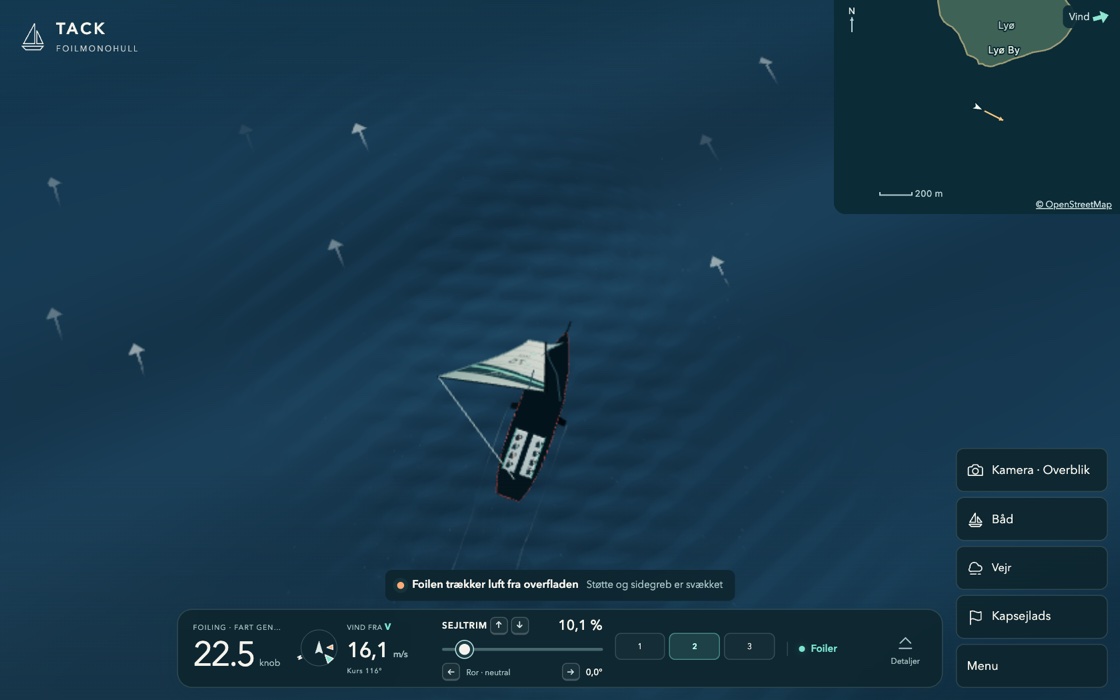 TACK
FOILMONOHULL
N
Vind
Lyø
Lyø By
200 m
© OpenStreetMap
Kamera · Overblik
Båd
Vejr
Kapsejlads
Menu
Foilen trækker luft fra overfladen Støtte og sidegreb er svækket
FOILING · FART GEN...
22.5 knob
VIND FRA V
16,1 m/s
Kurs 116°
SEJLTRIM ↑ ↓ 10,1 %
← Ror · neutral → 0,0°
1 2 3
Foiler
Detaljer